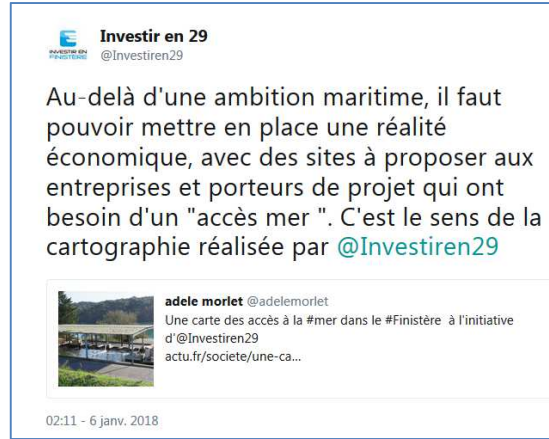 Investir en 29
@Investiren29
INVESTIR EN
FINISTÈRE
Au-delà d'une ambition maritime, il faut
pouvoir mettre en place une réalité
économique, avec des sites à proposer aux
entreprises et porteurs de projet qui ont
besoin d'un "accès mer ". C'est le sens de la
cartographie réalisée par @Investiren29
adele morlet @adelemorlet
Une carte des accès à la #mer dans le #Finistère à l'initiative
d'@Investiren29
actu.fr/societe/une-ca...
02:11 - 6 janv. 2018